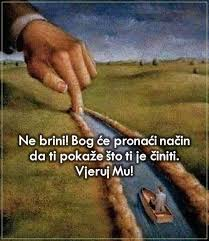 Ne brini! Bog će pronaći način
da ti pokaže što ti je činiti.
Vjeruj Mu!